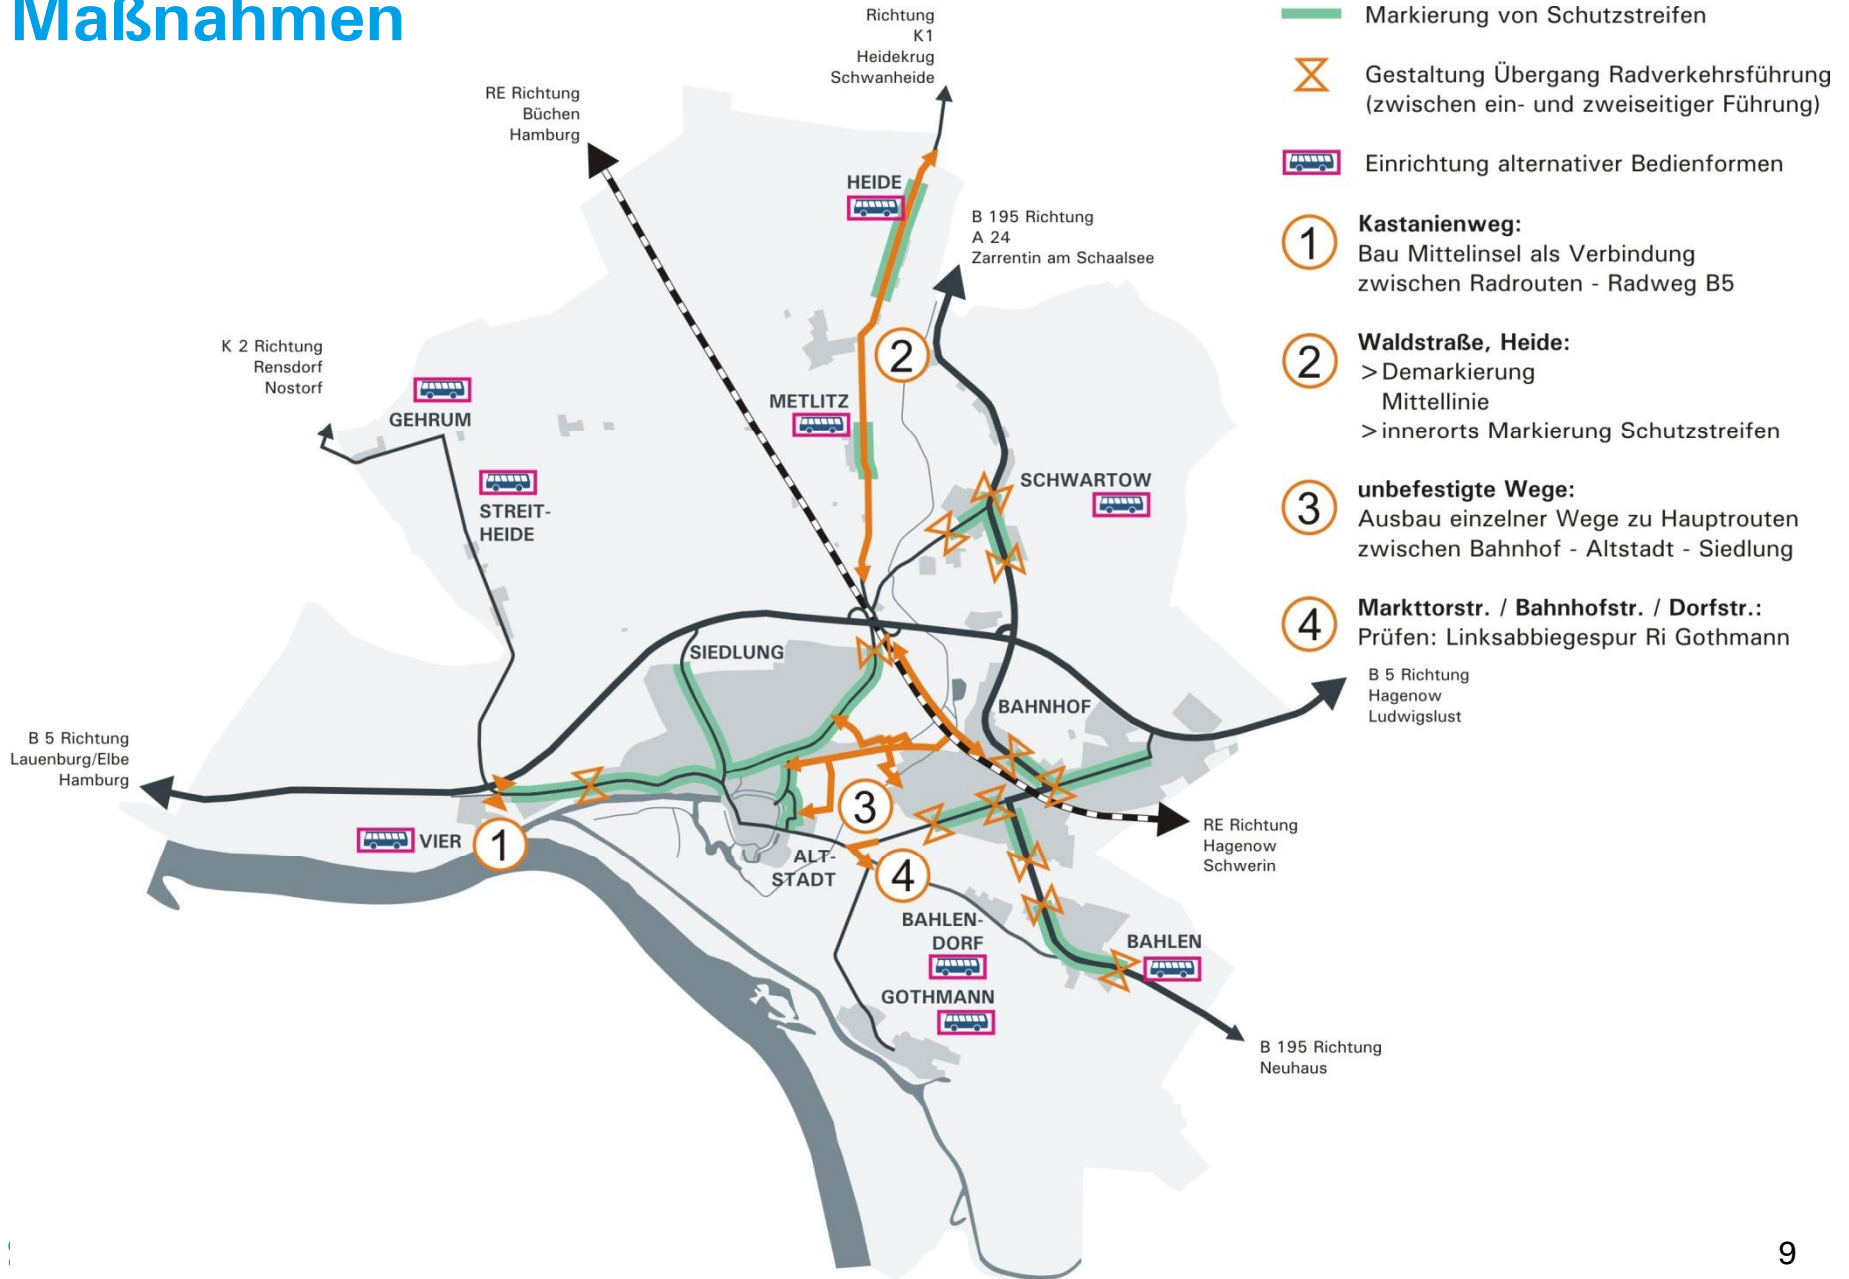 Maßnahmen
Markierung von Schutzstreifen
Gestaltung Übergang Radverkehrsführung
(zwischen ein- und zweiseitiger Führung)
Einrichtung alternativer Bedienformen
1
Kastanienweg:
Bau Mittelinsel als Verbindung
zwischen Radrouten - Radweg B5
2
Waldstraße, Heide:
>Demarkierung
Mittellinie
>innerorts Markierung Schutzstreifen
3
unbefestigte Wege:
Ausbau einzelner Wege zu Hauptrouten
zwischen Bahnhof - Altstadt - Siedlung
4
Markttorstr. / Bahnhofstr. / Dorfstr.:
Prüfen: Linksabbiegespur Ri Gothmann
Richtung
K1
Heidekrug
Schwanheide
RE Richtung
Büchen
Hamburg
HEIDE
B 195 Richtung
A 24
Zarrentin am Schaalsee
K 2 Richtung
Rensdorf
Nostorf
2
GEHRUM
METLITZ
STREIT-
HEIDE
SCHWARTOW
SIEDLUNG
BAHNHOF
B 5 Richtung
Hagenow
Ludwigslust
B 5 Richtung
Lauenburg/Elbe
Hamburg
3
VIER
1
RE Richtung
Hagenow
Schwerin
ALT-
STADT
4
BAHLEN-
DORF
BAHLEN
GOTHMANN
B 195 Richtung
Neuhaus
9